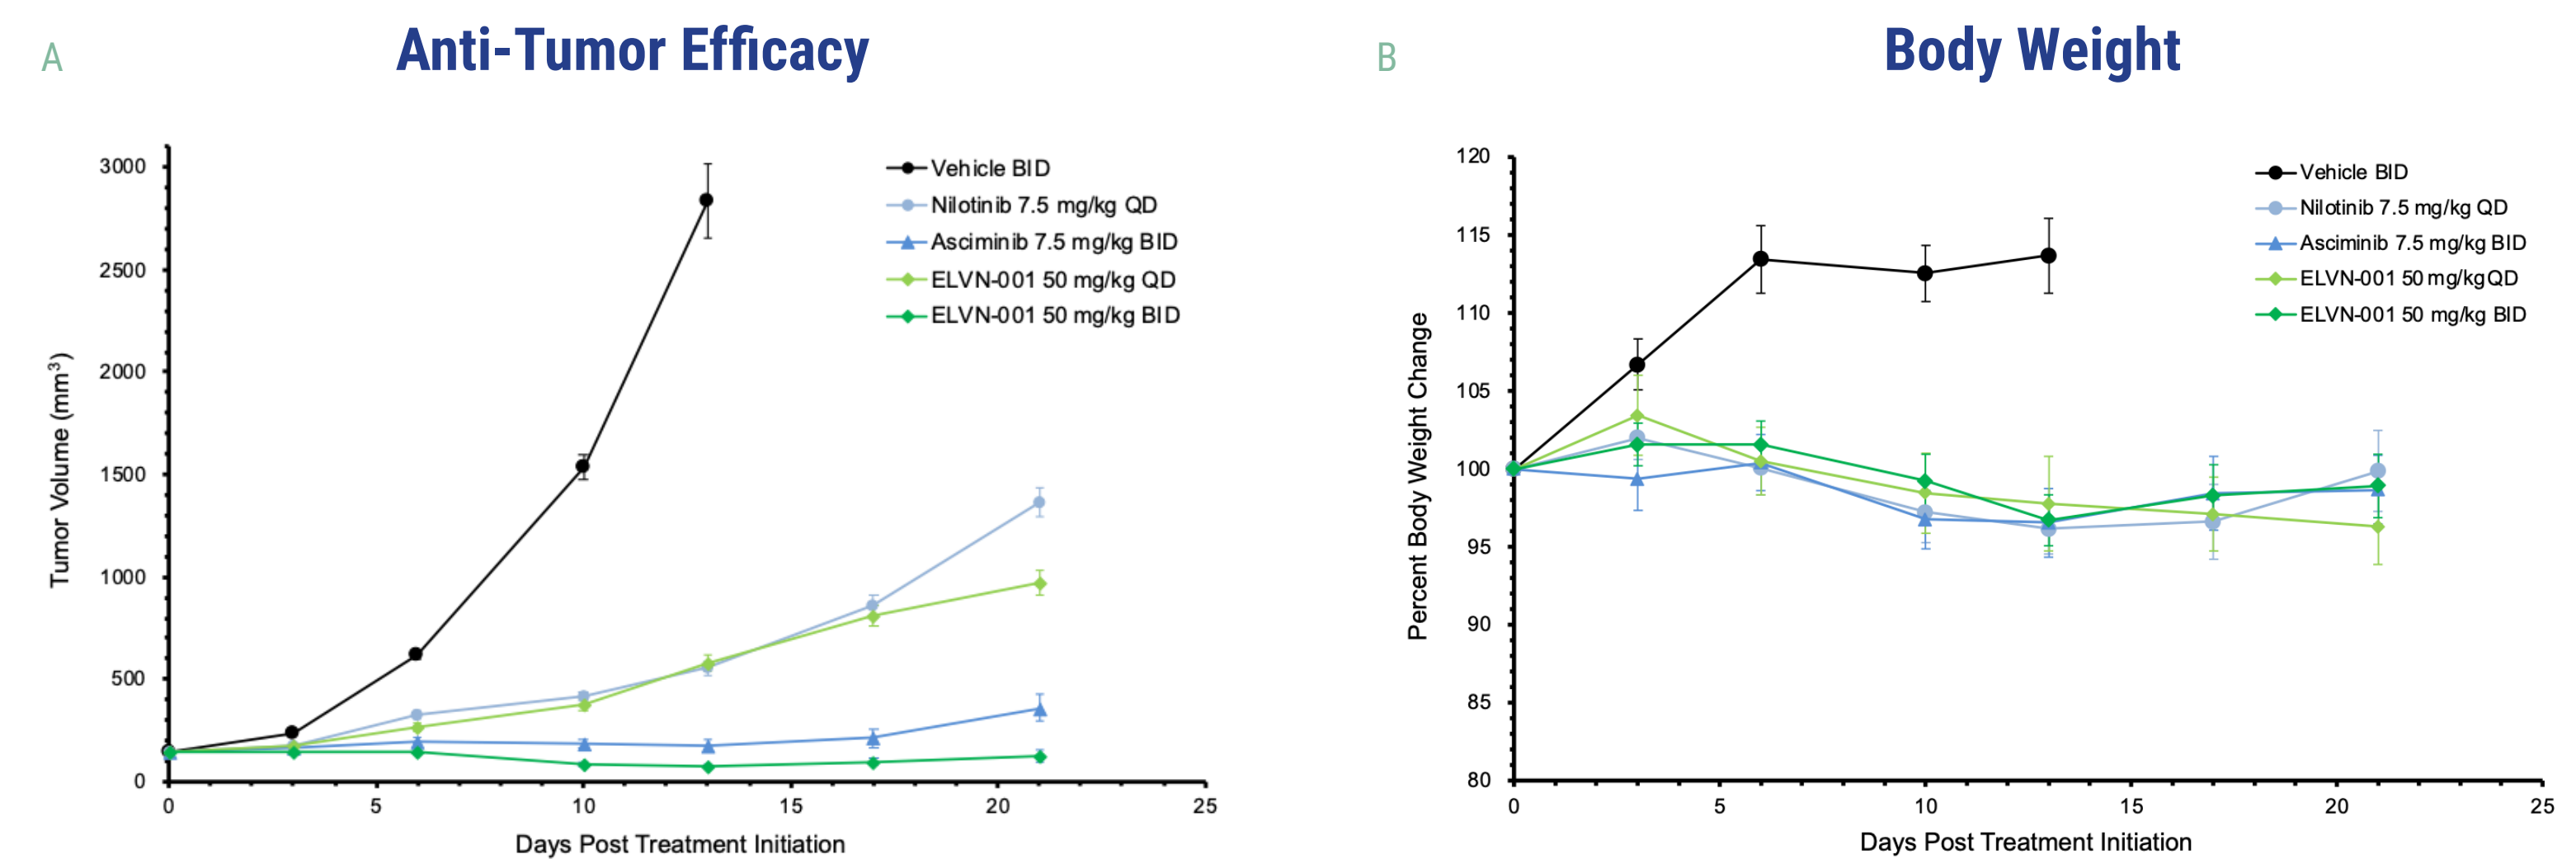 A
Anti-Tumor Efficacy
3000
2500
2000
1500
1000
500
0
Tumor Volume (mm³)
0 5 10 15 20 25
Days Post Treatment Initiation
Vehicle BID
Nilotinib 7.5 mg/kg QD
Asciminib 7.5 mg/kg BID
ELVN-001 50 mg/kg QD
ELVN-001 50 mg/kg BID
B
Body Weight
120
115
110
105
100
95
90
85
80
Percent Body Weight Change
0 5 10 15 20 25
Days Post Treatment Initiation
Vehicle BID
Nilotinib 7.5 mg/kg QD
Asciminib 7.5 mg/kg BID
ELVN-001 50 mg/kgQD
ELVN-001 50 mg/kg BID